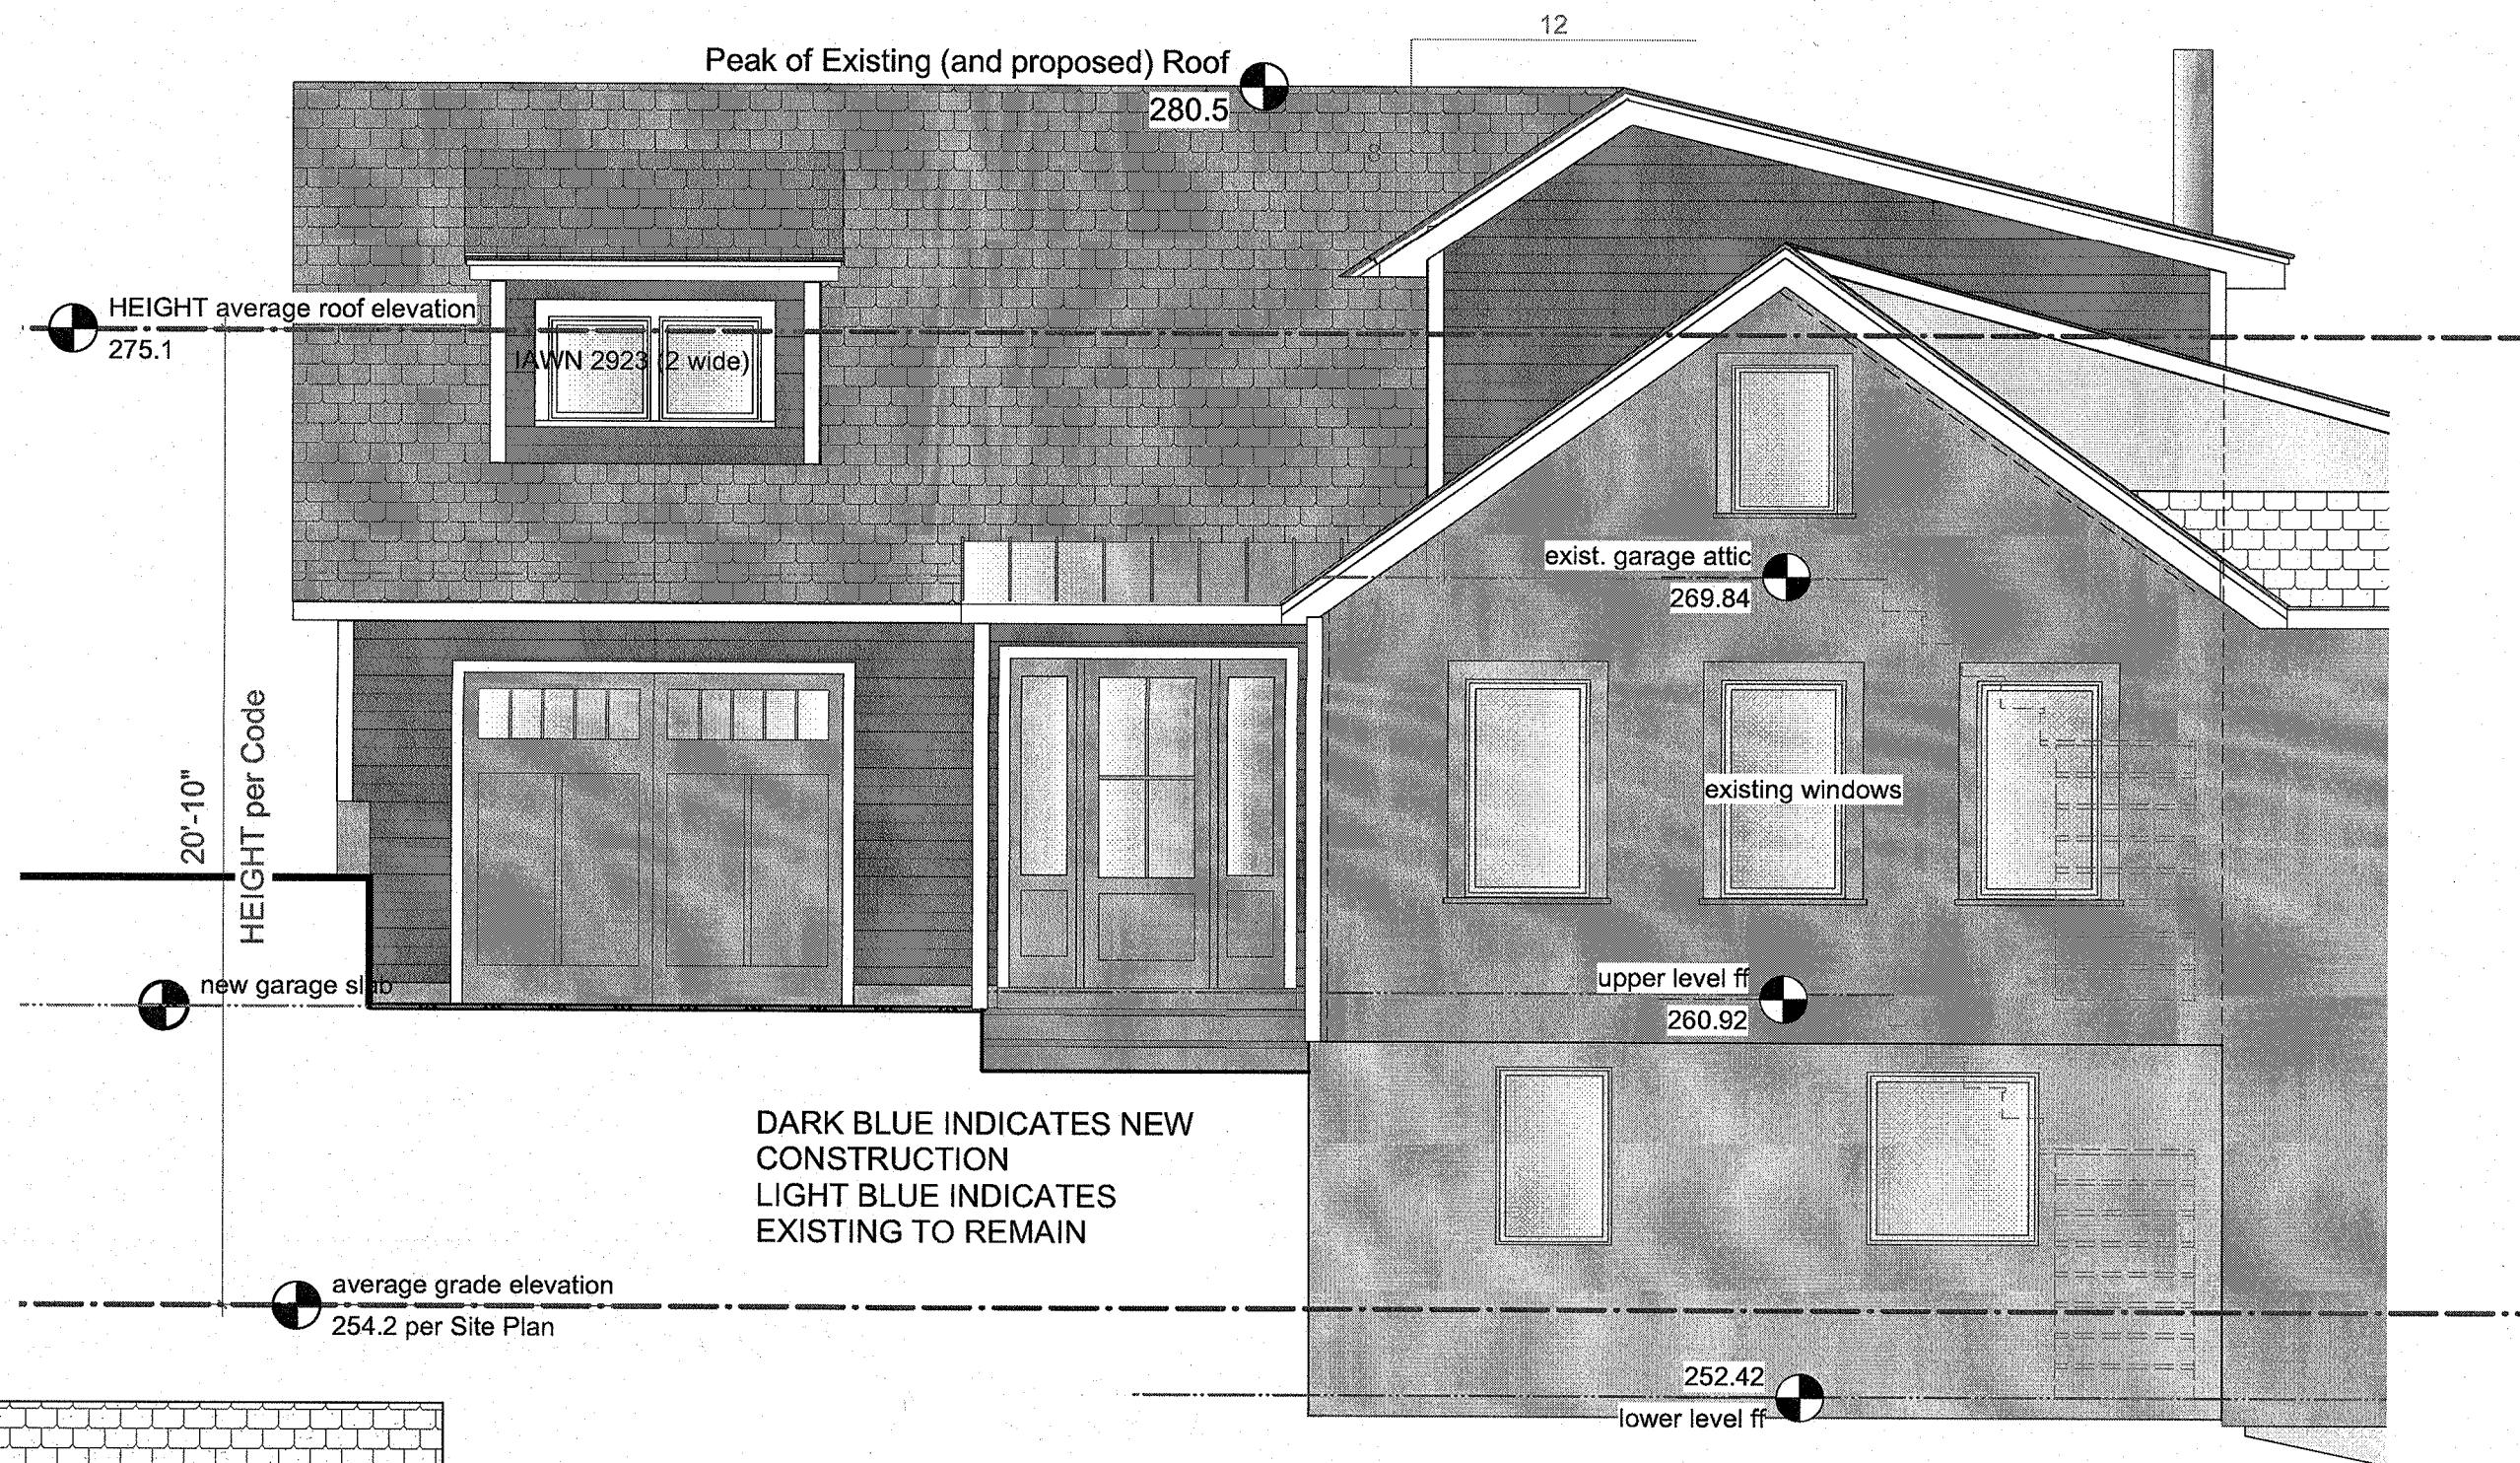 12
Peak of Existing (and proposed) Roof
280.5
8
HEIGHT average roof elevation
275.1
IAWN 2923 (2 wide)
exist. garage attic
269.84
20'-10"
HEIGHT per Code
existing windows
new garage slab
upper level ff
260.92
DARK BLUE INDICATES NEW
CONSTRUCTION
LIGHT BLUE INDICATES
EXISTING TO REMAIN
average grade elevation
254.2 per Site Plan
252.42
lower level ff